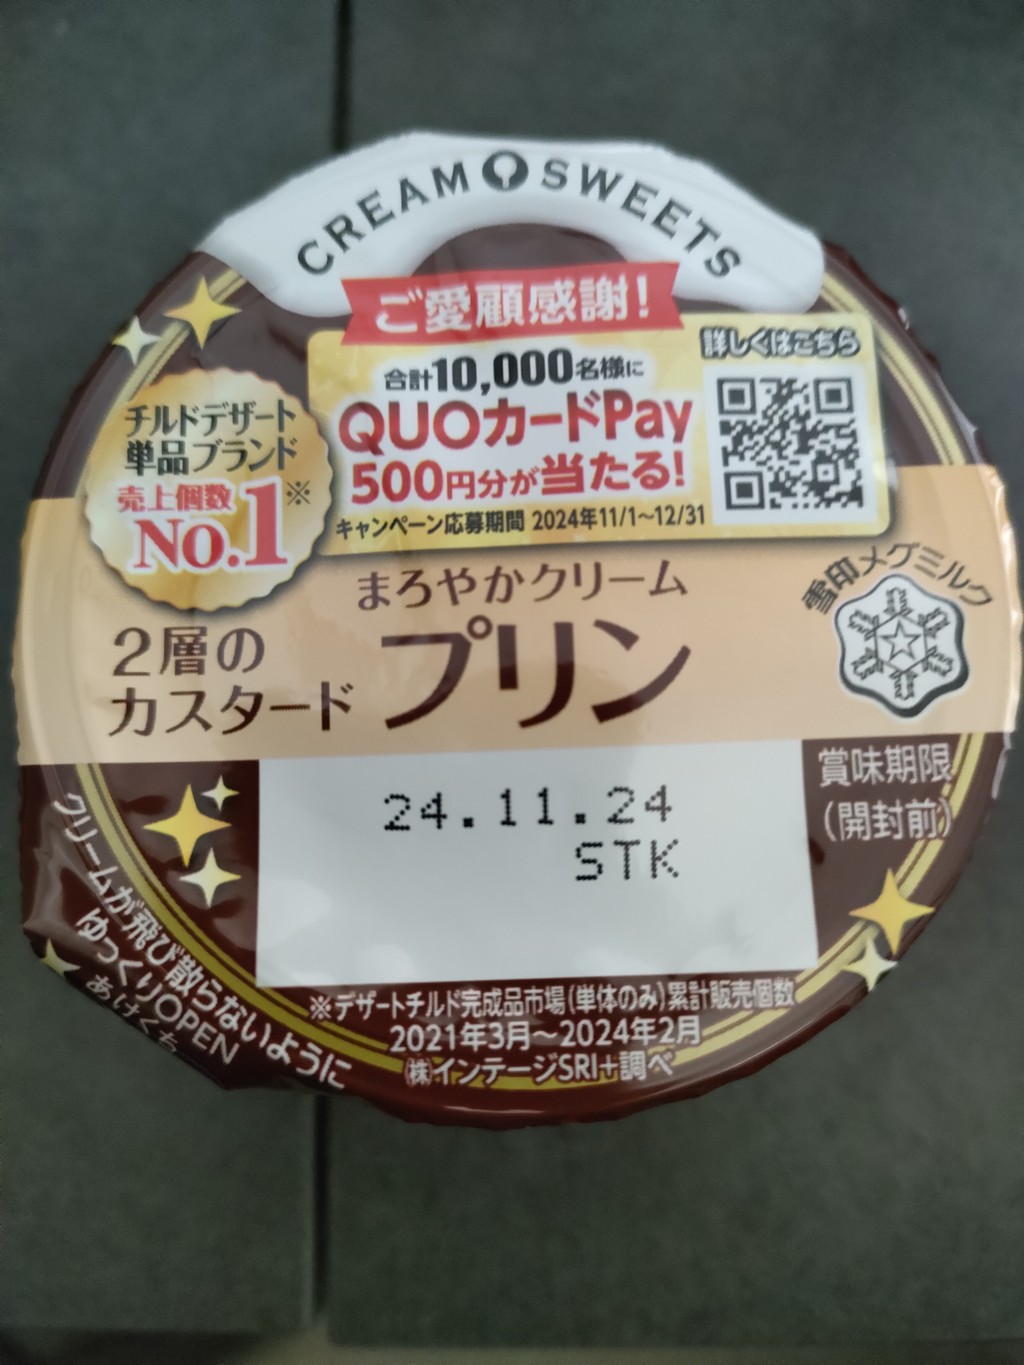 CREAM SWEETS
ご愛顧感謝!
合計10,000名様に
QUOカードPay
500円分が当たる!
キャンペーン応募期間 2024年11/1~12/31
詳しくはこちら
チルドデザート
単品ブランド
売上個数
No.1※
まろやかクリーム
プリン
2層の
カスタード
雪印メグミルク
賞味期限
(開封前)
24.11.24
STK
クリームが飛び散らないように
ゆっくりOPEN
あけくち
※デザートチルド完成品市場(単体のみ)累計販売個数
2021年3月~2024年2月
㈱インテージSRI+調べ